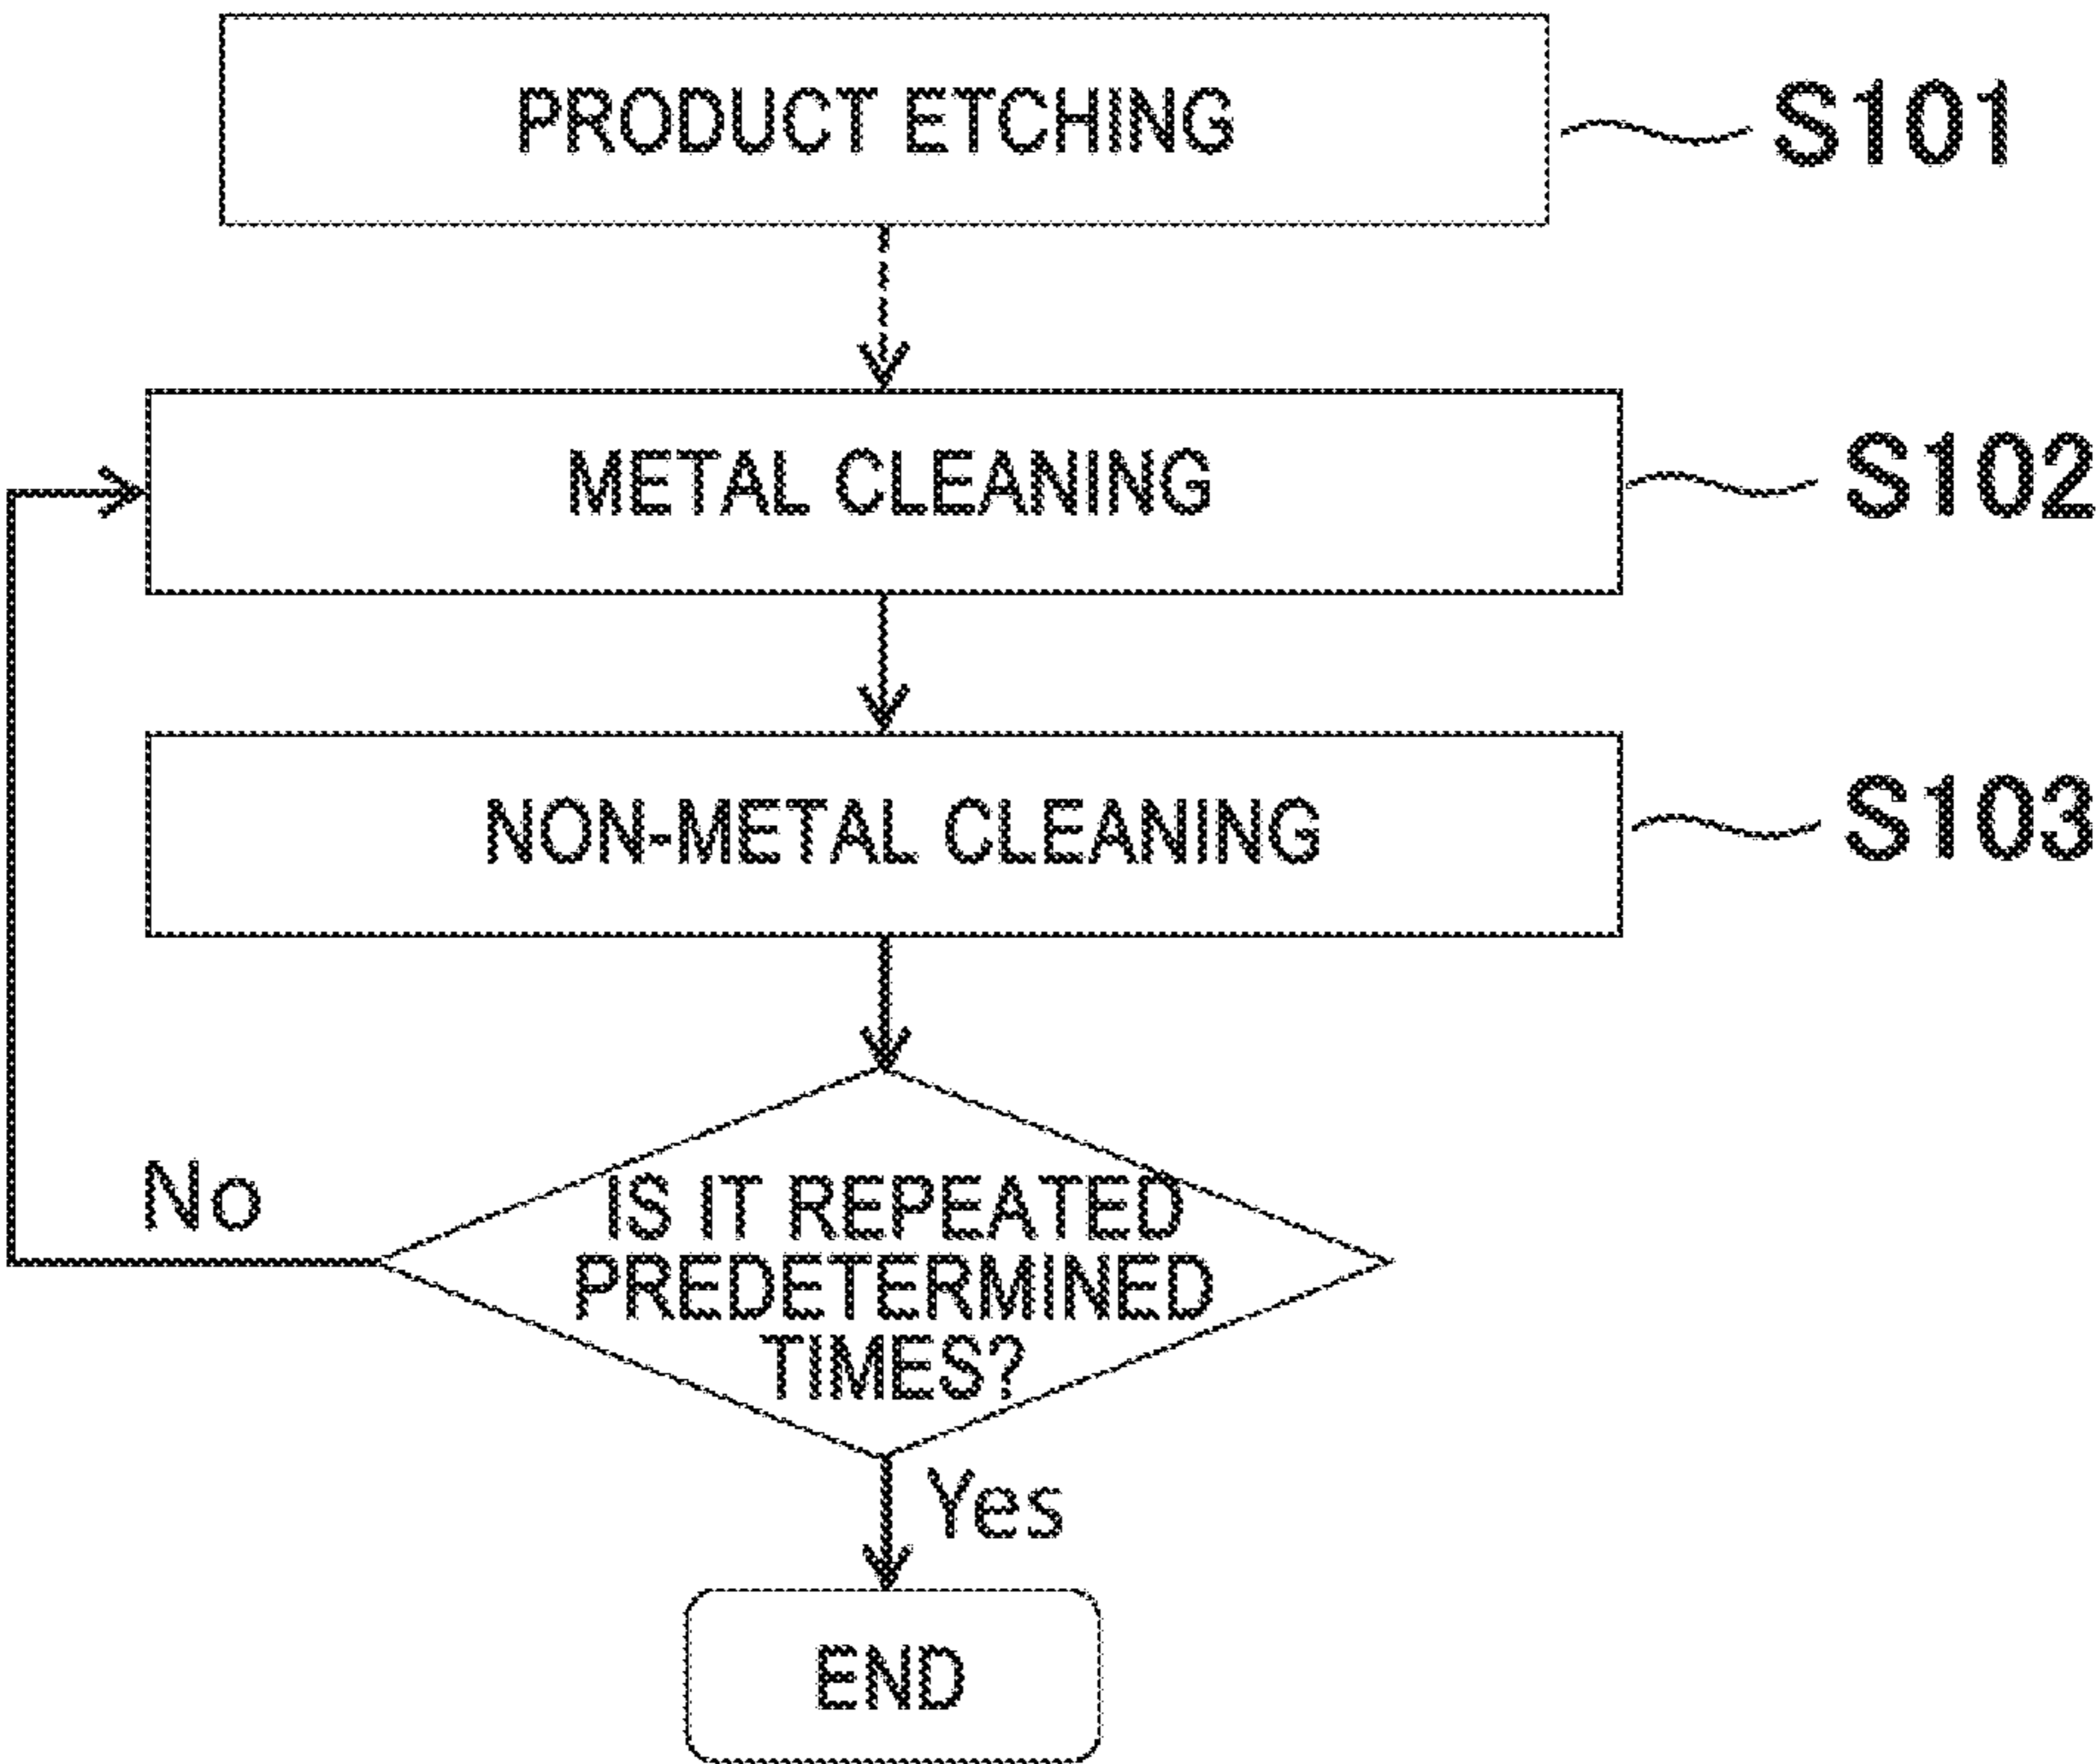 PRODUCT ETCHING
S101
METAL CLEANING
S102
NON-METAL CLEANING
S103
No
IS IT REPEATED
PREDETERMINED
TIMES?
Yes
END